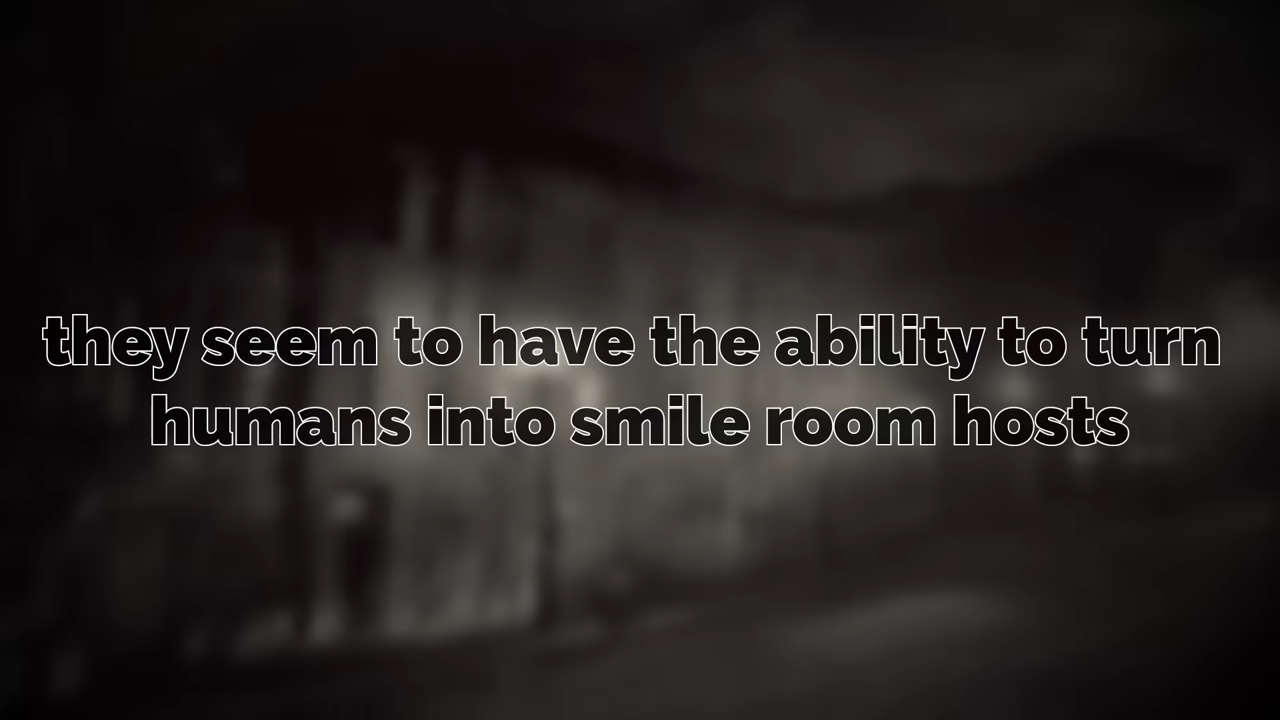 they seem to have the ability to turn
humans into smile room hosts